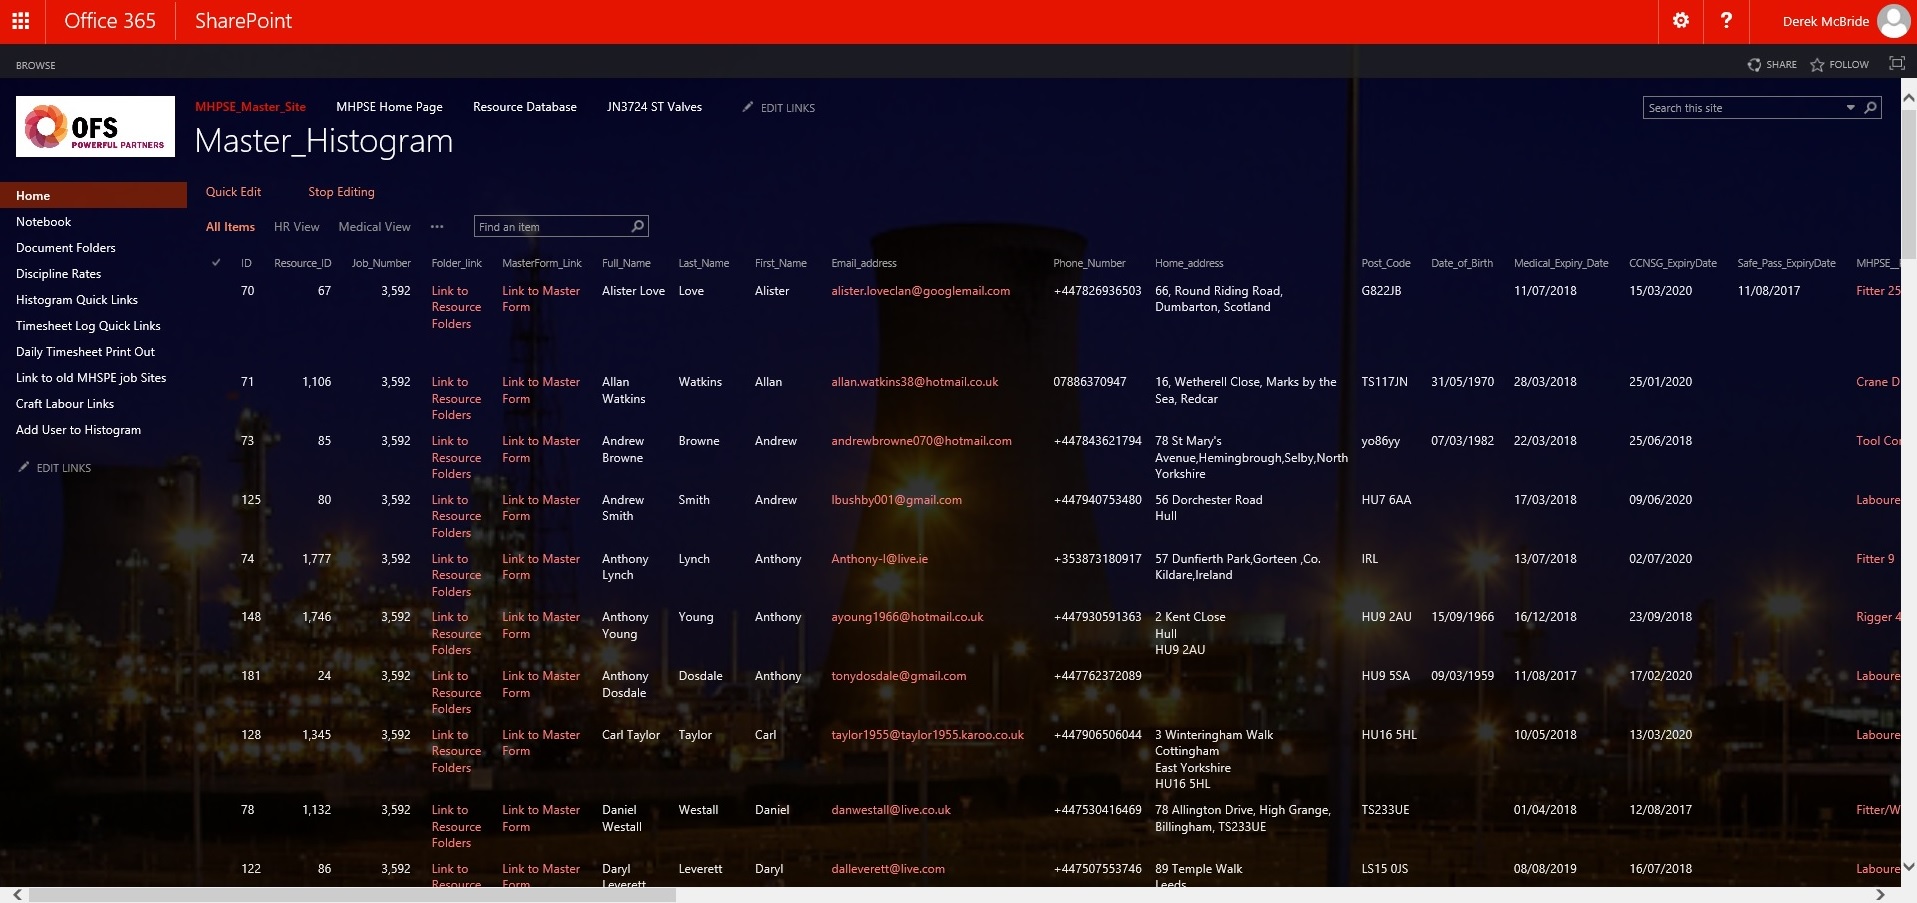 Office 365
SharePoint
?
Derek McBride
BROWSE
SHARE
FOLLOW
OFS
POWERFUL PARTNERS
MHPSE_Master_Site
MHPSE Home Page
Resource Database
JN3724 ST Valves
EDIT LINKS
Search this site
Master_Histogram
Home
Notebook
Document Folders
Discipline Rates
Histogram Quick Links
Timesheet Log Quick Links
Daily Timesheet Print Out
Link to old MHSPE job Sites
Craft Labour Links
Add User to Histogram
EDIT LINKS
Quick Edit Stop Editing
All Items HR View Medical View ··· Find an item
ID Resource_ID Job_Number Folder_link MasterForm_Link Full_Name Last_Name First_Name Email_address Phone_Number Home_address Post_Code Date_of_Birth Medical_Expiry_Date CCNSG_ExpiryDate Safe_Pass_ExpiryDate MHPSE_
70 67 3,592 Link to Link to Master Alister Love Love Alister alister.loveclan@googlemail.com +447826936503 66, Round Riding Road, G822JB 11/07/2018 15/03/2020 11/08/2017 Fitter 25
Resource Form Dumbarton, Scotland
Folders
71 1,106 3,592 Link to Link to Master Allan Watkins Allan allan.watkins38@hotmail.co.uk 07886370947 16, Wetherell Close, Marks by the TS117JN 31/05/1970 28/03/2018 25/01/2020 Crane D
Resource Form Watkins Sea, Redcar
Folders
73 85 3,592 Link to Link to Master Andrew Browne Andrew andrewbrowne070@hotmail.com +447843621794 78 St Mary's yo86yy 07/03/1982 22/03/2018 25/06/2018 Tool Co
Resource Form Browne Avenue,Hemingbrough,Selby,North
Folders Yorkshire
125 80 3,592 Link to Link to Master Andrew Smith Andrew lbushby001@gmail.com +447940753480 56 Dorchester Road HU7 6AA 17/03/2018 09/06/2020 Laboure
Resource Form Smith Hull
Folders
74 1,777 3,592 Link to Link to Master Anthony Lynch Anthony Anthony-l@live.ie +353873180917 57 Dunfierth Park,Gorteen ,Co. IRL 13/07/2018 02/07/2020 Fitter 9
Resource Form Lynch Kildare,Ireland
Folders
148 1,746 3,592 Link to Link to Master Anthony Young Anthony ayoung1966@hotmail.co.uk +447930591363 2 Kent CLose HU9 2AU 15/09/1966 16/12/2018 23/09/2018 Rigger 4
Resource Form Young Hull
Folders HU9 2AU
181 24 3,592 Link to Link to Master Anthony Dosdale Anthony tonydosdale@gmail.com +447762372089 HU9 5SA 09/03/1959 11/08/2017 17/02/2020 Laboure
Resource Form Dosdale
Folders
128 1,345 3,592 Link to Link to Master Carl Taylor Taylor Carl taylor1955@taylor1955.karoo.co.uk +447906506044 3 Winteringham Walk HU16 5HL 10/05/2018 13/03/2020 Laboure
Resource Form Cottingham
Folders East Yorkshire
HU16 5HL
78 1,132 3,592 Link to Link to Master Daniel Westall Daniel danwestall@live.co.uk +447530416469 78 Allington Drive, High Grange, TS233UE 01/04/2018 12/08/2017 Fitter/W
Resource Form Westall Billingham, TS233UE
Folders
122 86 3,592 Link to Link to Master Daryl Leverett Daryl dalleverett@live.com +447507553746 89 Temple Walk LS15 0JS 08/08/2019 16/07/2018 Laboure
Resource Form Leverett Leeds